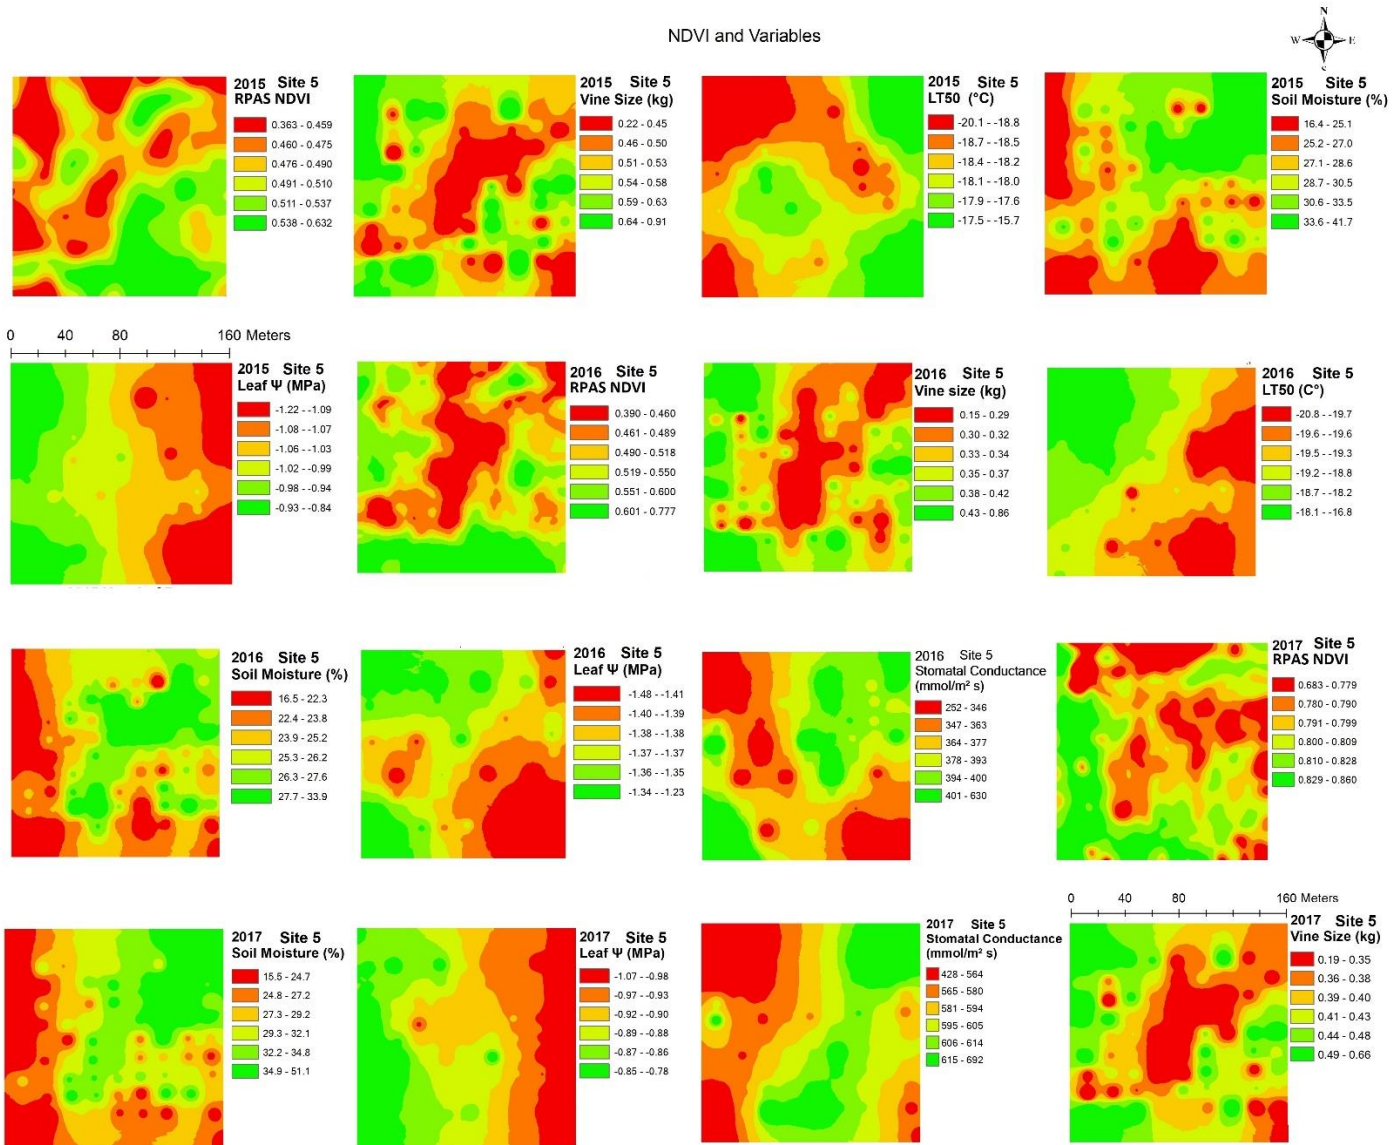 NDVI and Variables
N
W
E
2015 Site 5
RPAS NDVI
0.363 - 0.459
0.460 - 0.475
0.476 - 0.490
0.491 - 0.510
0.511 - 0.537
0.538 - 0.632
2015 Site 5
Vine Size (kg)
0.22 - 0.45
0.46 - 0.50
0.51 - 0.53
0.54 - 0.58
0.59 - 0.63
0.64 - 0.91
2015 Site 5
LT50 (°C)
-20.1 - -18.8
-18.7 - -18.5
-18.4 - -18.2
-18.1 - -18.0
-17.9 - -17.6
-17.5 - -15.7
2015 Site 5
Soil Moisture (%)
16.4 - 25.1
25.2 - 27.0
27.1 - 28.6
28.7 - 30.5
30.6 - 33.5
33.6 - 41.7
0 40 80 160 Meters
2015 Site 5
Leaf Ψ (MPa)
-1.22 - -1.09
-1.08 - -1.07
-1.06 - -1.03
-1.02 - -0.99
-0.98 - -0.94
-0.93 - -0.84
2016 Site 5
RPAS NDVI
0.390 - 0.460
0.461 - 0.489
0.490 - 0.518
0.519 - 0.550
0.551 - 0.600
0.601 - 0.777
2016 Site 5
Vine size (kg)
0.15 - 0.29
0.30 - 0.32
0.33 - 0.34
0.35 - 0.37
0.38 - 0.42
0.43 - 0.86
2016 Site 5
LT50 (C°)
-20.8 - -19.7
-19.6 - -19.6
-19.5 - -19.3
-19.2 - -18.8
-18.7 - -18.2
-18.1 - -16.8
2016 Site 5
Soil Moisture (%)
16.5 - 22.3
22.4 - 23.8
23.9 - 25.2
25.3 - 26.2
26.3 - 27.6
27.7 - 33.9
2016 Site 5
Leaf Ψ (MPa)
-1.48 - -1.41
-1.40 - -1.39
-1.38 - -1.38
-1.37 - -1.37
-1.36 - -1.35
-1.34 - -1.23
2016 Site 5
Stomatal Conductance
(mmol/m² s)
252 - 346
347 - 363
364 - 377
378 - 393
394 - 400
401 - 630
2017 Site 5
RPAS NDVI
0.683 - 0.779
0.780 - 0.790
0.791 - 0.799
0.800 - 0.809
0.810 - 0.828
0.829 - 0.860
2017 Site 5
Soil Moisture (%)
15.5 - 24.7
24.8 - 27.2
27.3 - 29.2
29.3 - 32.1
32.2 - 34.8
34.9 - 51.1
2017 Site 5
Leaf Ψ (MPa)
-1.07 - -0.98
-0.97 - -0.93
-0.92 - -0.90
-0.89 - -0.88
-0.87 - -0.86
-0.85 - -0.78
2017 Site 5
Stomatal Conductance
(mmol/m² s)
428 - 564
565 - 580
581 - 594
595 - 605
606 - 614
615 - 692
0 40 80 160 Meters
2017 Site 5
Vine Size (kg)
0.19 - 0.35
0.36 - 0.38
0.39 - 0.40
0.41 - 0.43
0.44 - 0.48
0.49 - 0.66